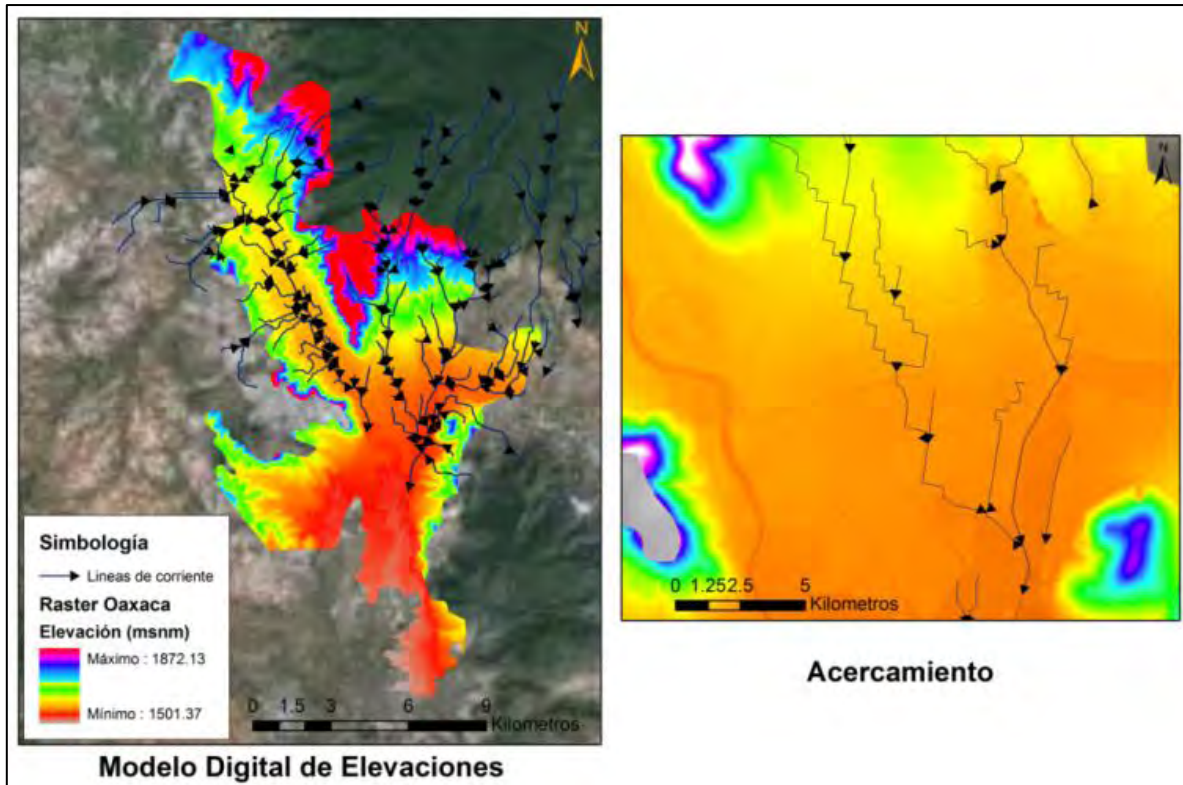 N
Simbología
Lineas de corriente
Raster Oaxaca
Elevación (msnm)
Máximo : 1872.13
Mínimo : 1501.37
0 1.5 3 6 9
Kilometros
Modelo Digital de Elevaciones
N
0 1.252.5 5
Kilometros
Acercamiento